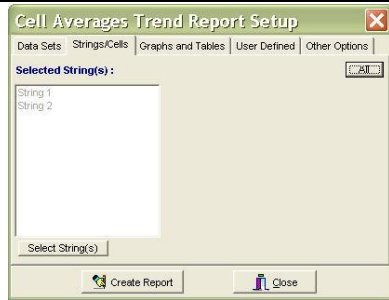 Cell Averages Trend Report Setup
Data Sets Strings/Cells Graphs and Tables User Defined Other Options
Selected String(s) : All
String 1
String 2
Select String(s)
Create Report Close